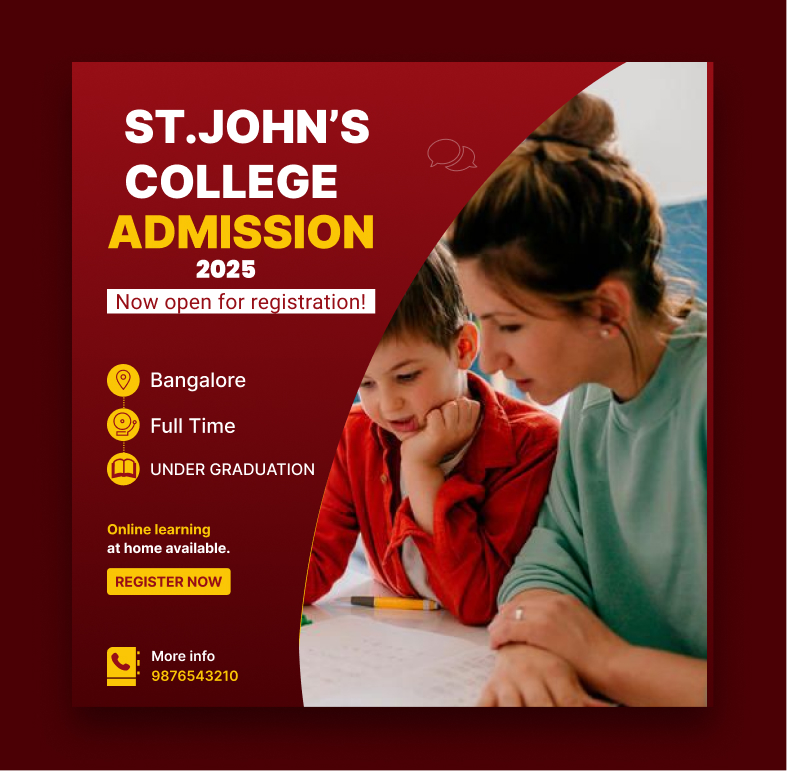 ST.JOHN’S
COLLEGE
ADMISSION
2025
Now open for registration!
Bangalore
Full Time
UNDER GRADUATION
Online learning
at home available.
REGISTER NOW
More info
9876543210